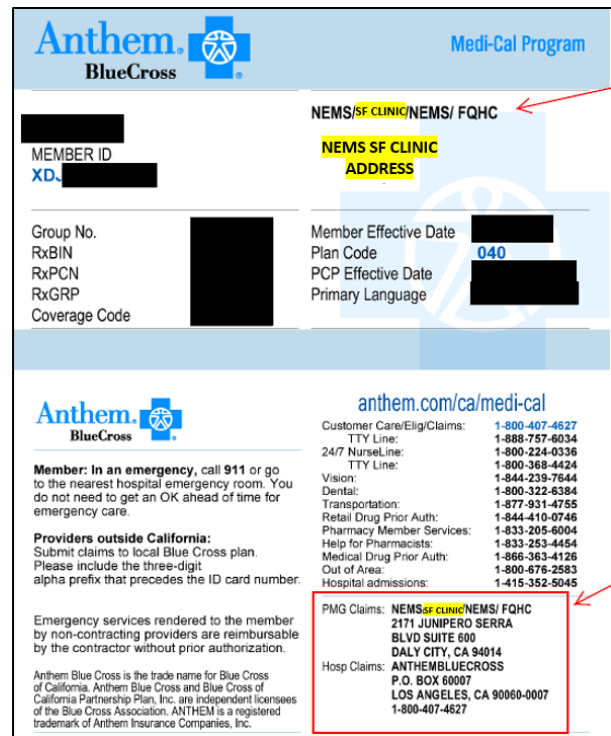 Anthem.
BlueCross
Medi-Cal Program
NEMS/SF CLINIC/NEMS/ FQHC
NEMS SF CLINIC
ADDRESS
MEMBER ID
XDJ
Group No.
RxBIN
RxPCN
RxGRP
Coverage Code
Member Effective Date
Plan Code 040
PCP Effective Date
Primary Language
Anthem.
BlueCross
Member: In an emergency, call 911 or go
to the nearest hospital emergency room. You
do not need to get an OK ahead of time for
emergency care.
Providers outside California:
Submit claims to local Blue Cross plan.
Please include the three-digit
alpha prefix that precedes the ID card number.
Emergency services rendered to the member
by non-contracting providers are reimbursable
by the contractor without prior authorization.
Anthem Blue Cross is the trade name for Blue Cross
of California. Anthem Blue Cross and Blue Cross of
California Partnership Plan, Inc. are independent licensees
of the Blue Cross Association. ANTHEM is a registered
trademark of Anthem Insurance Companies, Inc.
anthem.com/ca/medi-cal
Customer Care/Elig/Claims: 1-800-407-4627
TTY Line: 1-888-757-6034
24/7 NurseLine: 1-800-224-0336
TTY Line: 1-800-368-4424
Vision: 1-844-239-7644
Dental: 1-800-322-6384
Transportation: 1-877-931-4755
Retail Drug Prior Auth: 1-844-410-0746
Pharmacy Member Services: 1-833-205-6004
Help for Pharmacists: 1-833-253-4454
Medical Drug Prior Auth: 1-866-363-4126
Out of Area: 1-800-676-2583
Hospital admissions: 1-415-352-5045
PMG Claims: NEMS/SF CLINIC/NEMS/ FQHC
2171 JUNIPERO SERRA
BLVD SUITE 600
DALY CITY, CA 94014
Hosp Claims: ANTHEMBLUECROSS
P.O. BOX 60007
LOS ANGELES, CA 90060-0007
1-800-407-4627